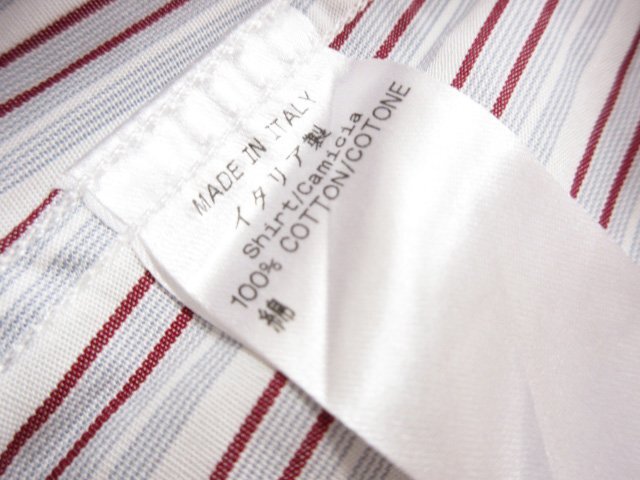 MADE IN ITALY
イタリア製
Shirt/Camicia
100% COTTON/COTONE
綿